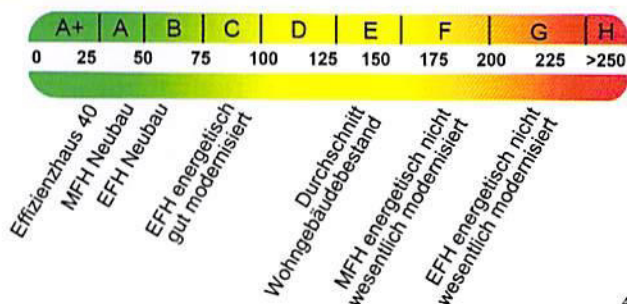 A+ A B C D E F G H
0 25 50 75 100 125 150 175 200 225 >250
Effizienzhaus 40
MFH Neubau
EFH Neubau
EFH energetisch
gut modernisiert
Durchschnitt
Wohngebäudebestand
MFH energetisch nicht
wesentlich modernisiert
EFH energetisch nicht
wesentlich modernisiert